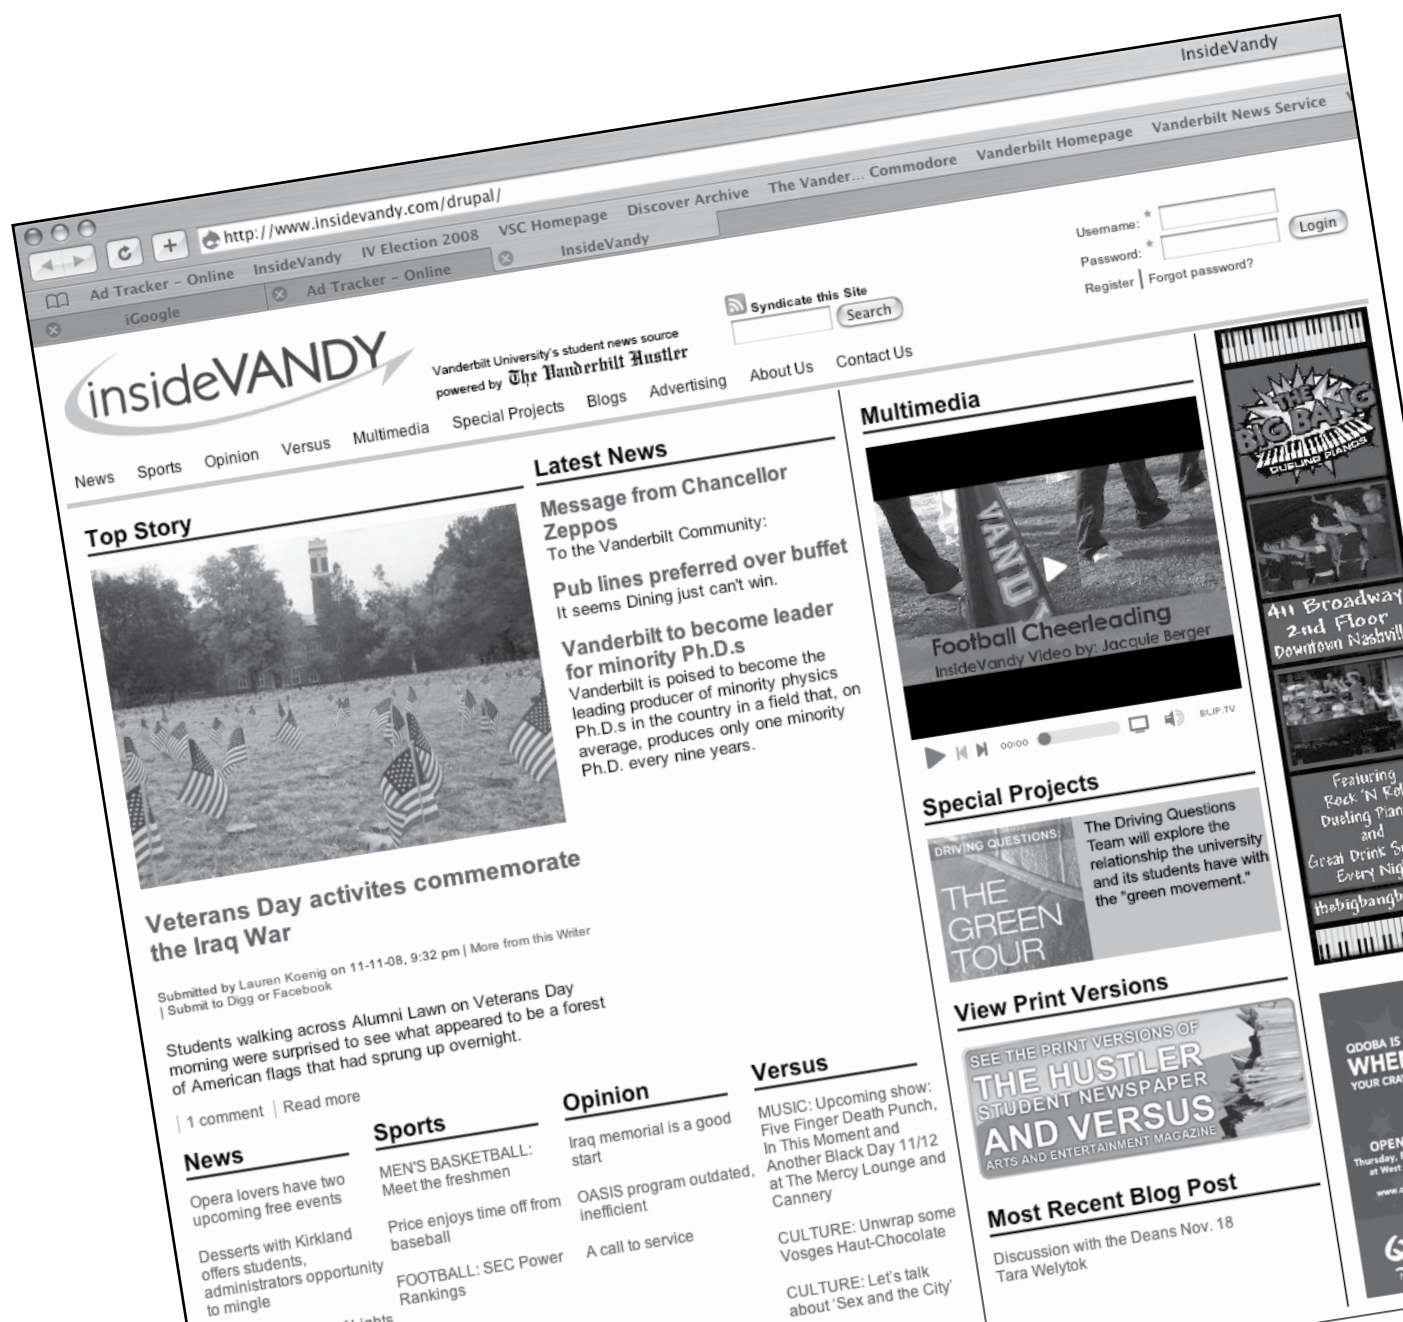 InsideVandy
http://www.insidevandy.com/drupal/
Ad Tracker – Online InsideVandy IV Election 2008 VSC Homepage Discover Archive The Vander... Commodore Vanderbilt Homepage Vanderbilt News Service
iGoogle Ad Tracker – Online InsideVandy
Username: *
Password: *
Login
Register | Forgot password?
insideVANDY
Vanderbilt University's student news source
powered by The Vanderbilt Hustler
Syndicate this Site
Search
News Sports Opinion Versus Multimedia Special Projects Blogs Advertising About Us Contact Us
Top Story
Veterans Day activites commemorate
the Iraq War
Submitted by Lauren Koenig on 11-11-08, 9:32 pm | More from this Writer
| Submit to Digg or Facebook
Students walking across Alumni Lawn on Veterans Day
morning were surprised to see what appeared to be a forest
of American flags that had sprung up overnight.
| 1 comment | Read more
Latest News
Message from Chancellor
Zeppos
To the Vanderbilt Community:
Pub lines preferred over buffet
It seems Dining just can't win.
Vanderbilt to become leader
for minority Ph.D.s
Vanderbilt is poised to become the
leading producer of minority physics
Ph.D.s in the country in a field that, on
average, produces only one minority
Ph.D. every nine years.
News
Opera lovers have two
upcoming free events
Desserts with Kirkland
offers students,
administrators opportunity
to mingle
Sports
MEN'S BASKETBALL:
Meet the freshmen
Price enjoys time off from
baseball
FOOTBALL: SEC Power
Rankings
Opinion
Iraq memorial is a good
start
OASIS program outdated,
inefficient
A call to service
Versus
MUSIC: Upcoming show:
Five Finger Death Punch,
In This Moment and
Another Black Day 11/12
at The Mercy Lounge and
Cannery
CULTURE: Unwrap some
Vosges Haut-Chocolate
CULTURE: Let's talk
about 'Sex and the City'
Multimedia
VANDY
Football Cheerleading
InsideVandy Video by: Jacqule Berger
00:00
BLIP.TV
Special Projects
DRIVING QUESTIONS:
THE
GREEN
TOUR
The Driving Questions
Team will explore the
relationship the university
and its students have with
the "green movement."
View Print Versions
SEE THE PRINT VERSIONS OF
THE HUSTLER
STUDENT NEWSPAPER
AND VERSUS
ARTS AND ENTERTAINMENT MAGAZINE
Most Recent Blog Post
Discussion with the Deans Nov. 18
Tara Welytok
THE
BIG BANG
DUELING PIANOS
411 Broadway
2nd Floor
Downtown
Featuring
Rock 'N
Dueling
and
Great Drink
Every
QDOBA IS
YOUR
Thursday,
at West